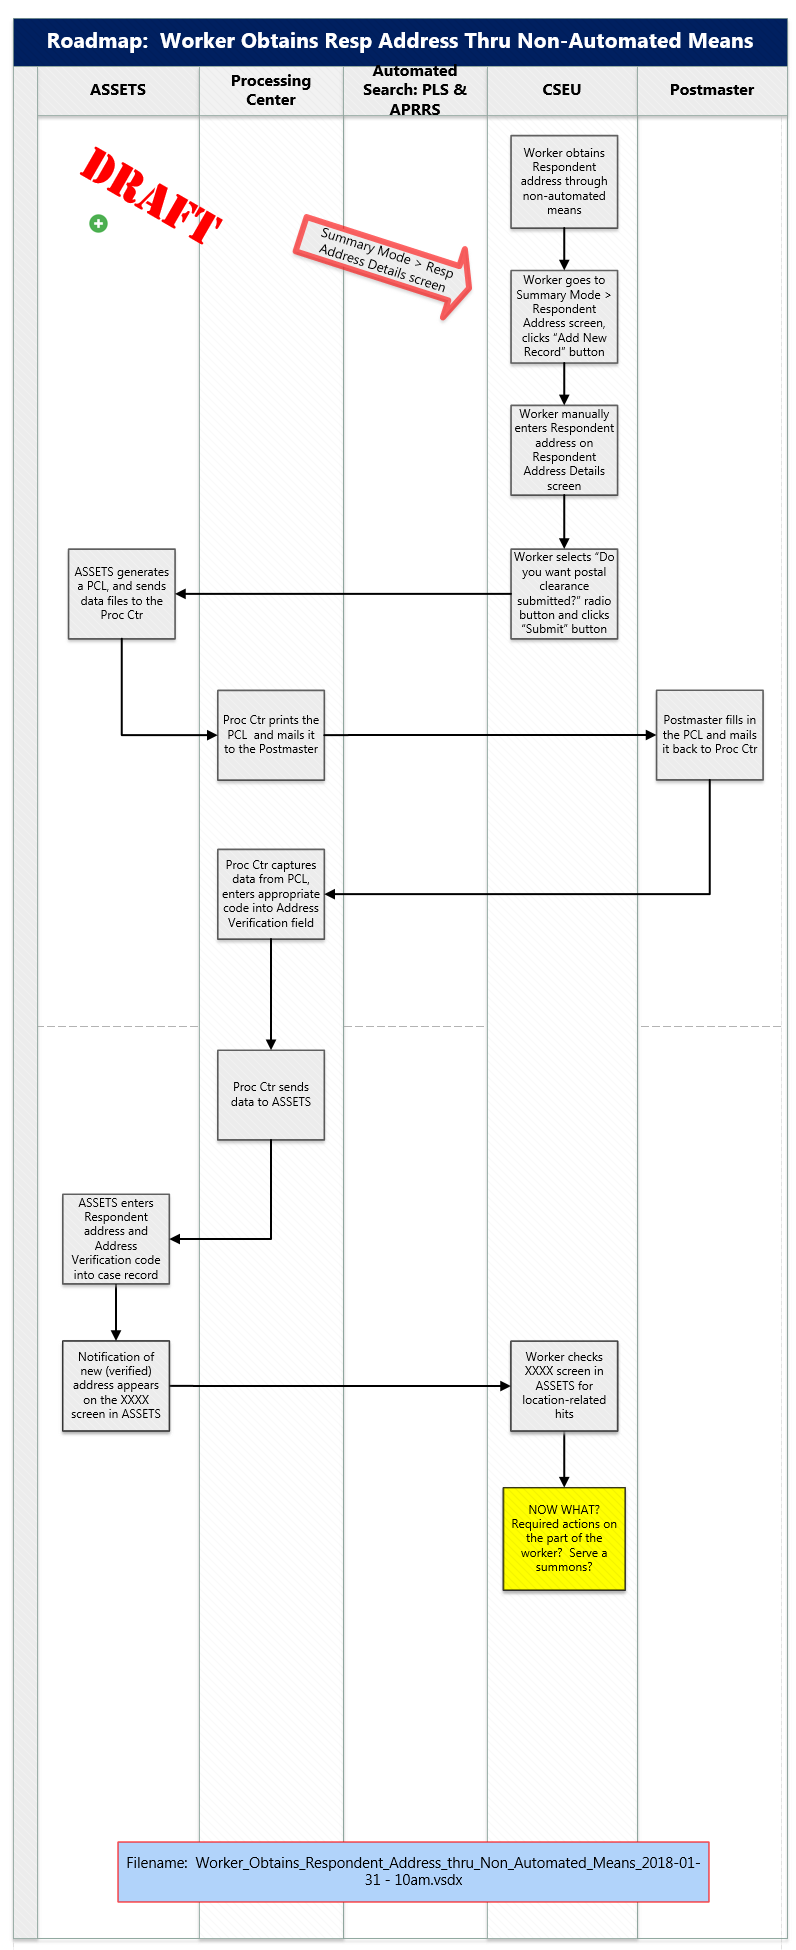 Roadmap:  Worker Obtains Resp Address Thru Non-Automated Means
ASSETS
Processing
Center
Automated
Search: PLS &
APRRS
CSEU
Postmaster
DRAFT
Worker obtains
Respondent
address through
non-automated
means
Summary Mode > Resp
Address Details screen
Worker goes to
Summary Mode >
Respondent
Address screen,
clicks “Add New
Record” button
Worker manually
enters Respondent
address on
Respondent
Address Details
screen
Worker selects “Do
you want postal
clearance
submitted?” radio
button and clicks
“Submit” button
ASSETS generates
a PCL, and sends
data files to the
Proc Ctr
Proc Ctr prints the
PCL  and mails it
to the Postmaster
Postmaster fills in
the PCL and mails
it back to Proc Ctr
Proc Ctr captures
data from PCL,
enters appropriate
code into Address
Verification field
Proc Ctr sends
data to ASSETS
ASSETS enters
Respondent
address and
Address
Verification code
into case record
Notification of
new (verified)
address appears
on the XXXX
screen in ASSETS
Worker checks
XXXX screen in
ASSETS for
location-related
hits
NOW WHAT?
Required actions on
the part of the
worker?  Serve a
summons?
Filename:  Worker_Obtains_Respondent_Address_thru_Non_Automated_Means_2018-01-
31 - 10am.vsdx